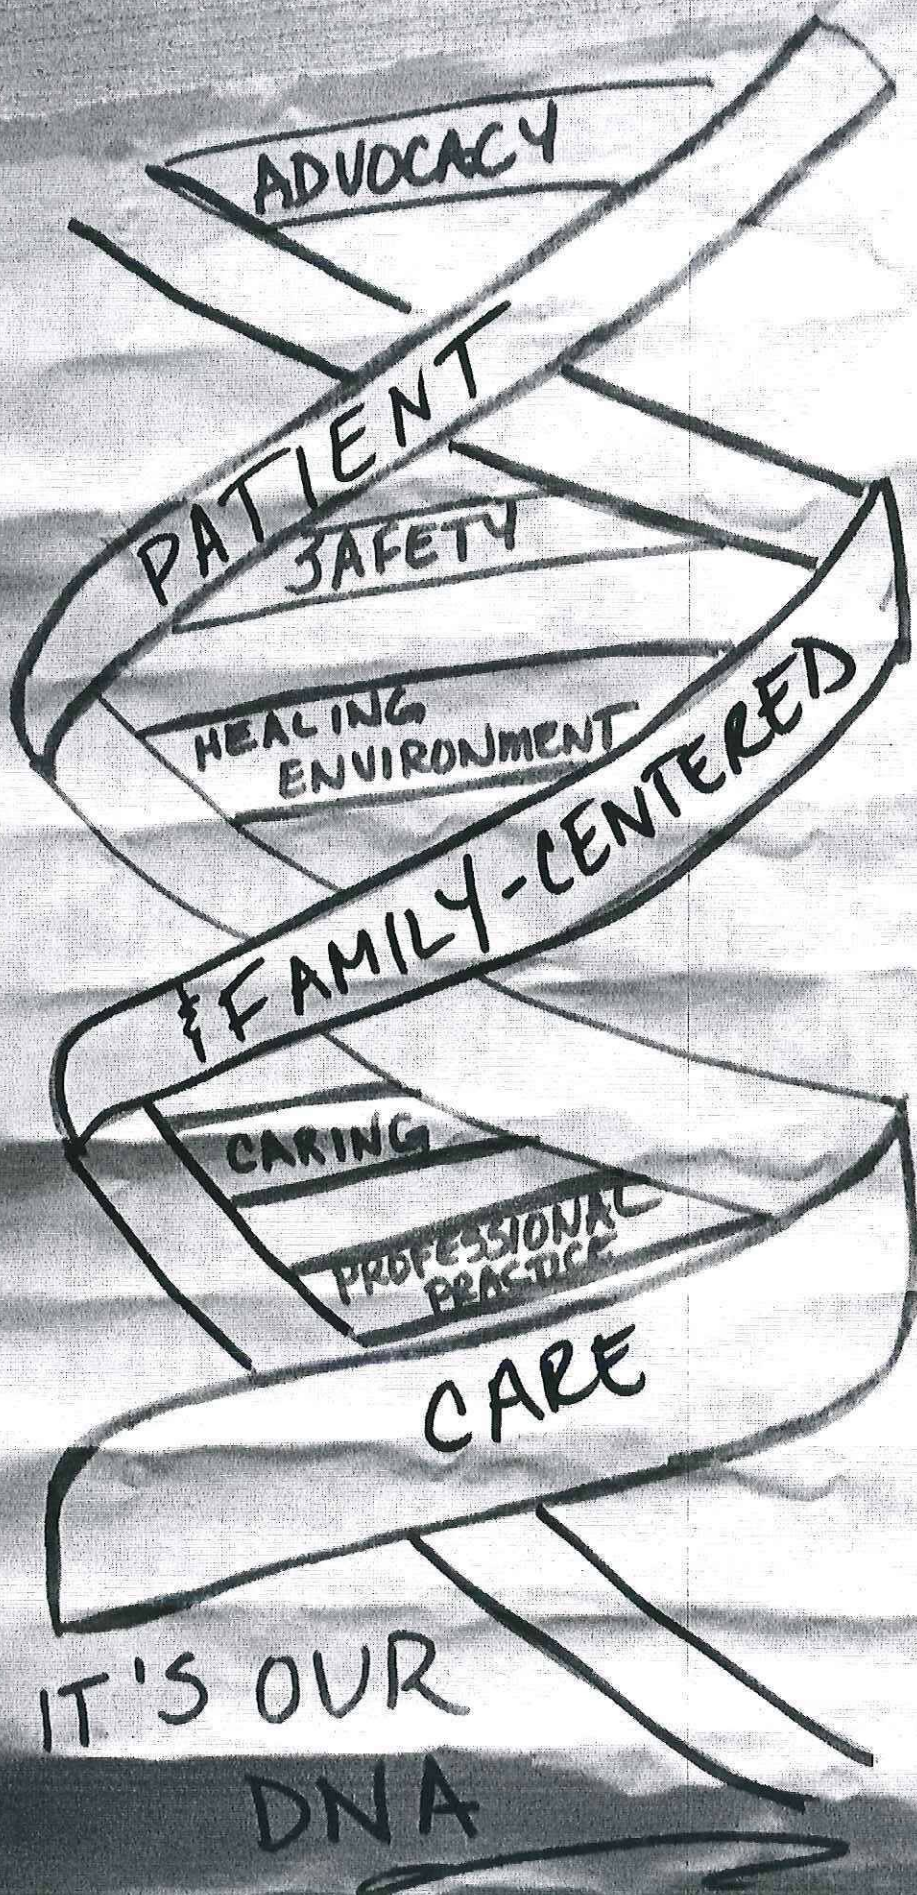 ADVOCACY
PATIENT
SAFETY
HEALING
ENVIRONMENT
& FAMILY-CENTERED
CARING
PROFESSIONAL
PRACTICE
CARE
IT'S OUR
DNA